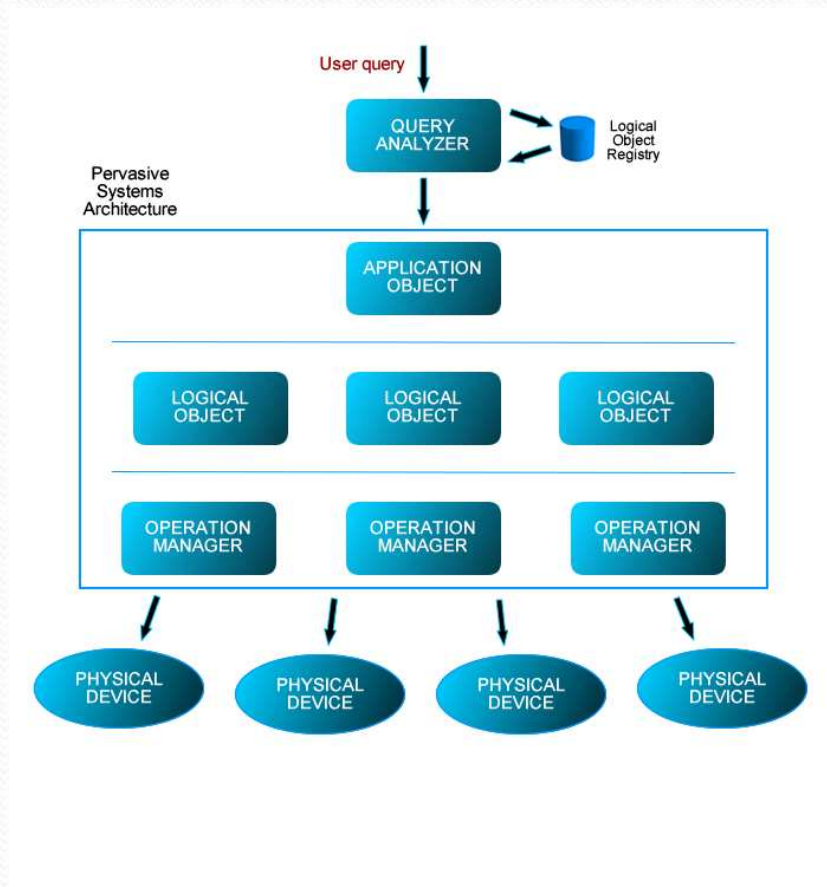 User query
QUERY
ANALYZER
Logical
Object
Registry
Pervasive
Systems
Architecture
APPLICATION
OBJECT
LOGICAL
OBJECT
LOGICAL
OBJECT
LOGICAL
OBJECT
OPERATION
MANAGER
OPERATION
MANAGER
OPERATION
MANAGER
PHYSICAL
DEVICE
PHYSICAL
DEVICE
PHYSICAL
DEVICE
PHYSICAL
DEVICE